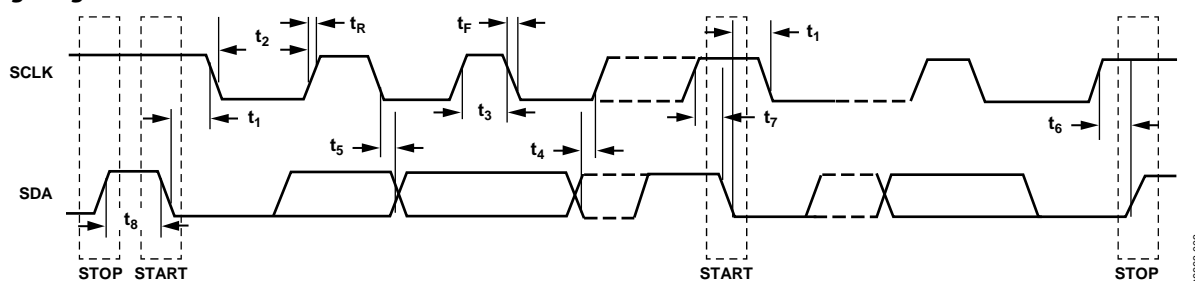 t2
tR
tF
t1
SCLK
t1
t3
t7
t6
t5
t4
SDA
t8
STOP START
START
STOP